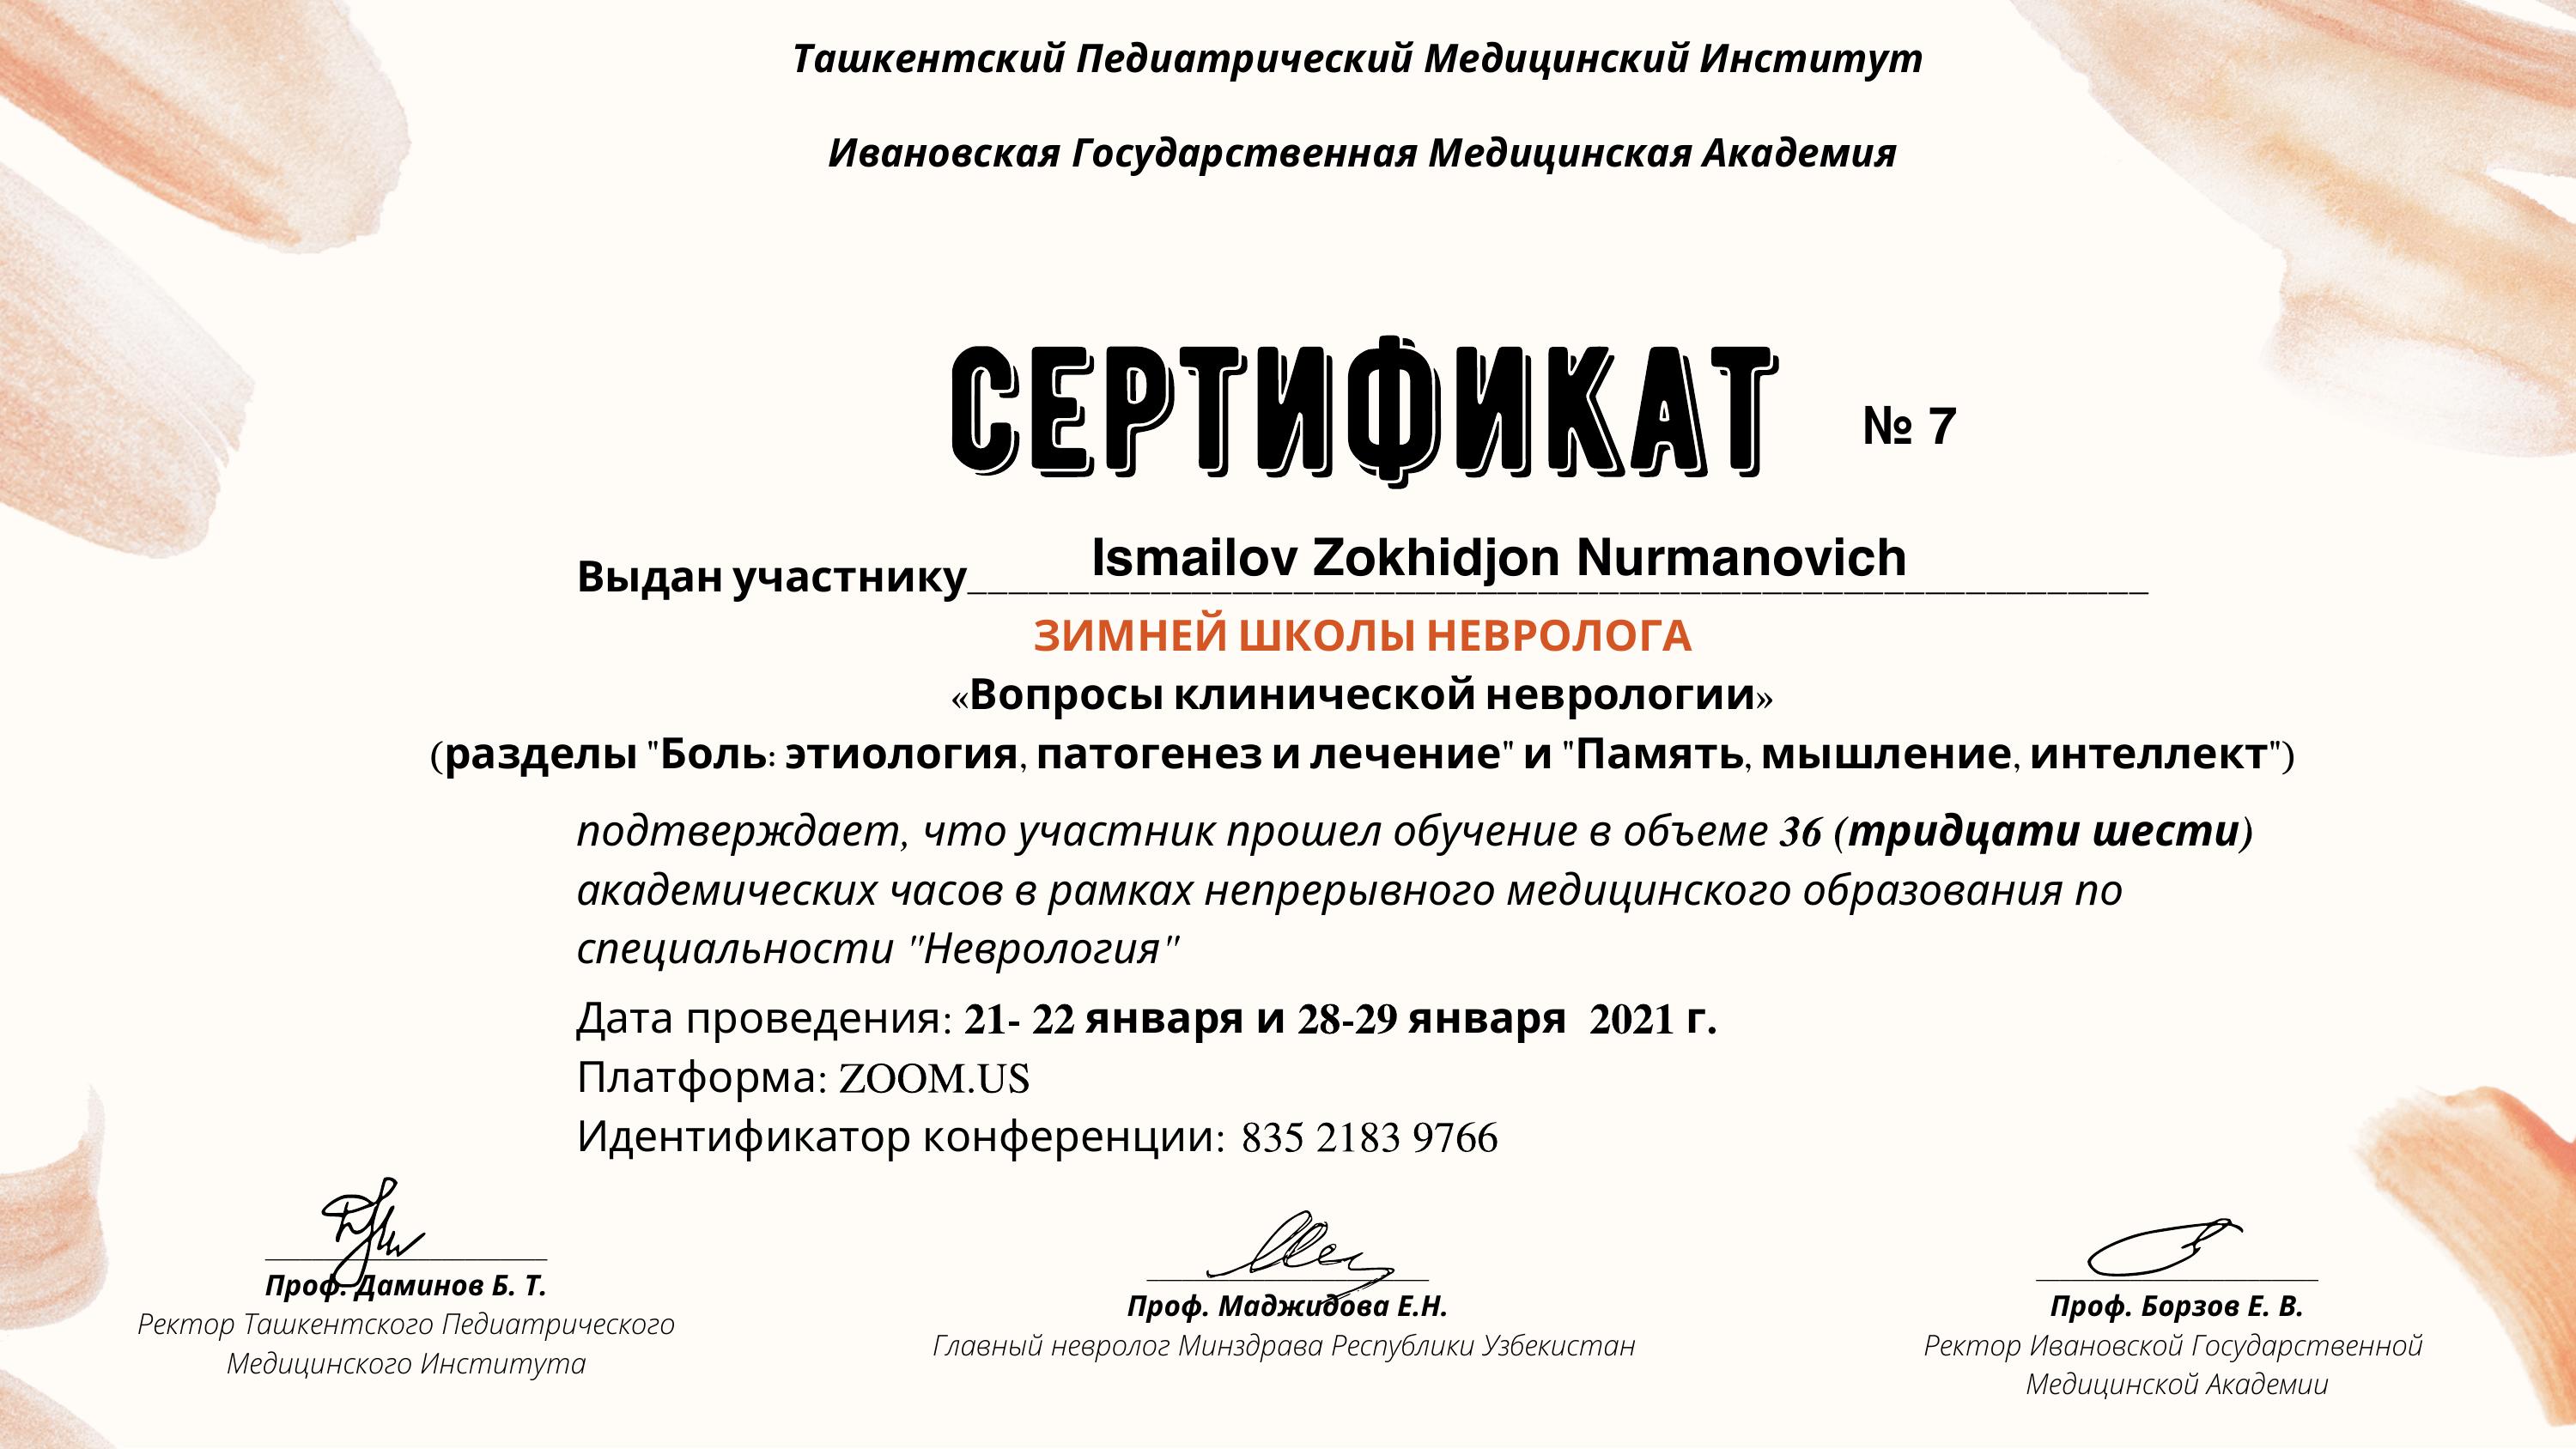 Ташкентский Педиатрический Медицинский Институт
Ивановская Государственная Медицинская Академия
СЕРТИФИКАТ № 7
Выдан участнику Ismailov Zokhidjon Nurmanovich
ЗИМНЕЙ ШКОЛЫ НЕВРОЛОГА
«Вопросы клинической неврологии»
(разделы "Боль: этиология, патогенез и лечение" и "Память, мышление, интеллект")
подтверждает, что участник прошел обучение в объеме 36 (тридцати шести)
академических часов в рамках непрерывного медицинского образования по
специальности "Неврология"
Дата проведения: 21- 22 января и 28-29 января 2021 г.
Платформа: ZOOM.US
Идентификатор конференции: 835 2183 9766
Проф. Даминов Б. Т.
Ректор Ташкентского Педиатрического
Медицинского Института
Проф. Маджидова Е.Н.
Главный невролог Минздрава Республики Узбекистан
Проф. Борзов Е. В.
Ректор Ивановской Государственной
Медицинской Академии